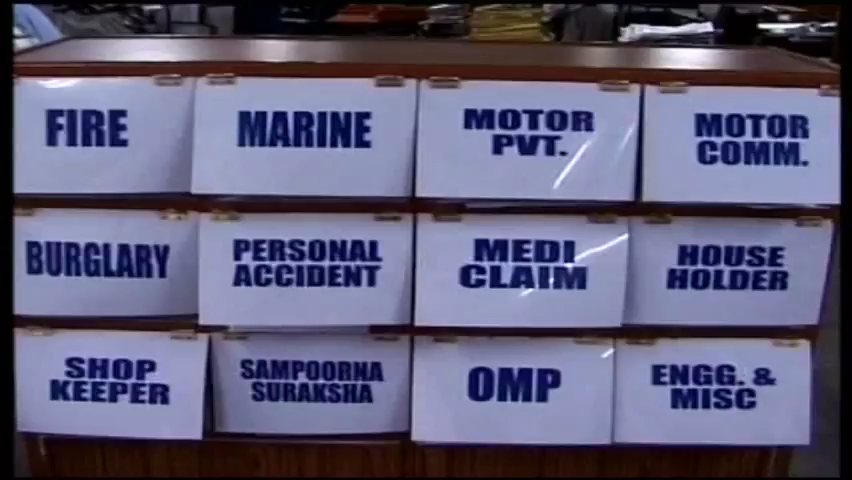 FIRE
MARINE
MOTOR
PVT.
MOTOR
COMM.
BURGLARY
PERSONAL
ACCIDENT
MEDI
CLAIM
HOUSE
HOLDER
SHOP
KEEPER
SAMPOORNA
SURAKSHA
OMP
ENGG. &
MISC